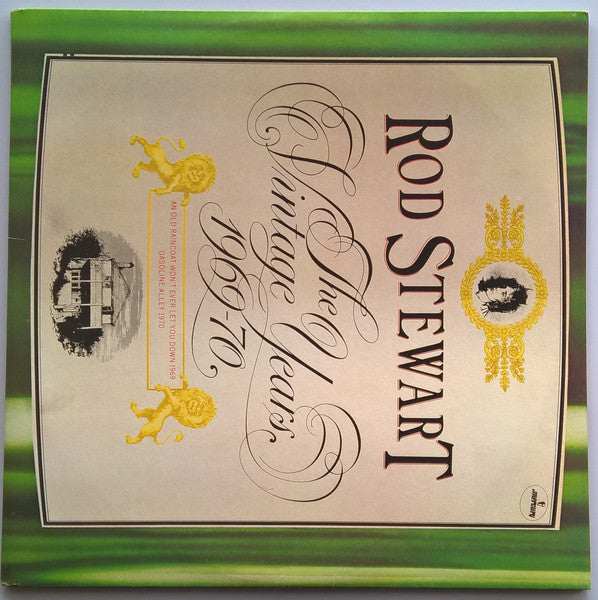 ROD STEWART
The
Vintage Years
1969-70
AN OLD RAINCOAT WON'T EVER LET YOU DOWN 1969
GASOLINE ALLEY 1970
mercury